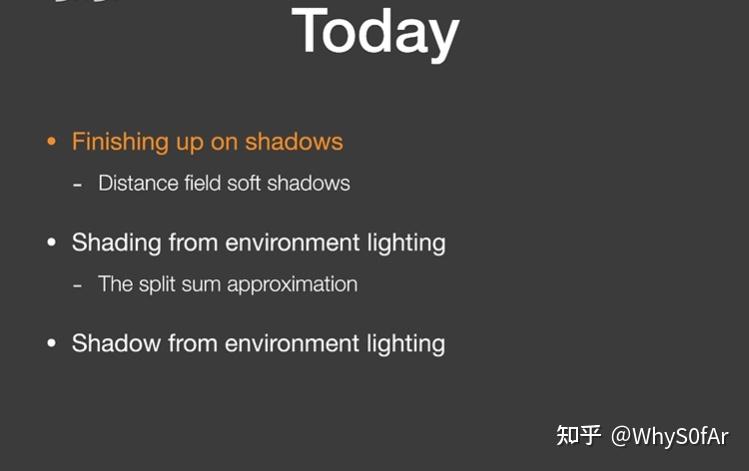 Today
• Finishing up on shadows
- Distance field soft shadows
• Shading from environment lighting
- The split sum approximation
• Shadow from environment lighting
知乎 @WhyS0fAr